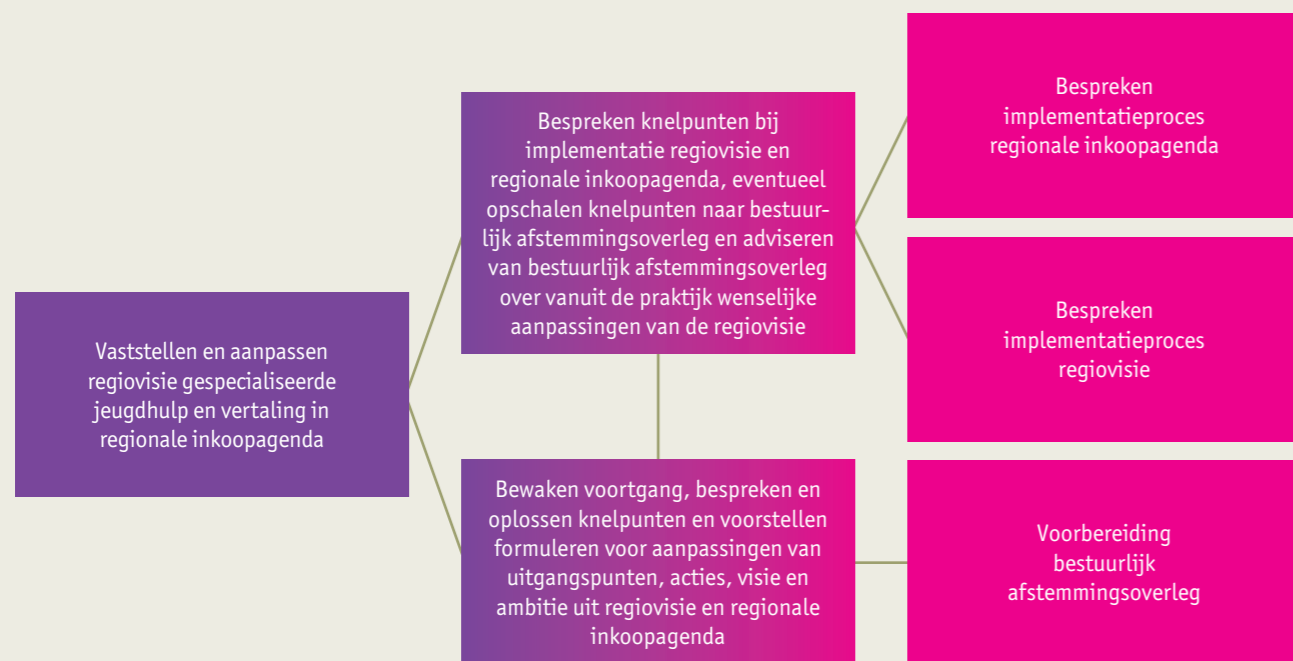 Vaststellen en aanpassen
regiovisie gespecialiseerde
jeugdhulp en vertaling in
regionale inkoopagenda
Bespreken knelpunten bij
implementatie regiovisie en
regionale inkoopagenda, eventueel
opschalen knelpunten naar bestuur-
lijk afstemmingsoverleg en adviseren
van bestuurlijk afstemmingsoverleg
over vanuit de praktijk wenselijke
aanpassingen van de regiovisie
Bewaken voortgang, bespreken en
oplossen knelpunten en voorstellen
formuleren voor aanpassingen van
uitgangspunten, acties, visie en
ambitie uit regiovisie en regionale
inkoopagenda
Bespreken
implementatieproces
regionale inkoopagenda
Bespreken
implementatieproces
regiovisie
Voorbereiding
bestuurlijk
afstemmingsoverleg